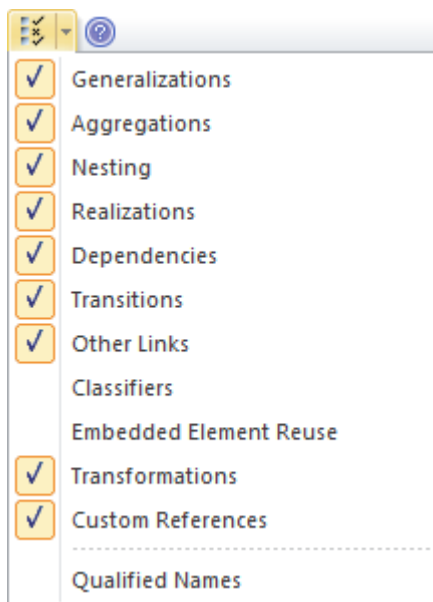 Generalizations
Aggregations
Nesting
Realizations
Dependencies
Transitions
Other Links
Classifiers
Embedded Element Reuse
Transformations
Custom References
Qualified Names